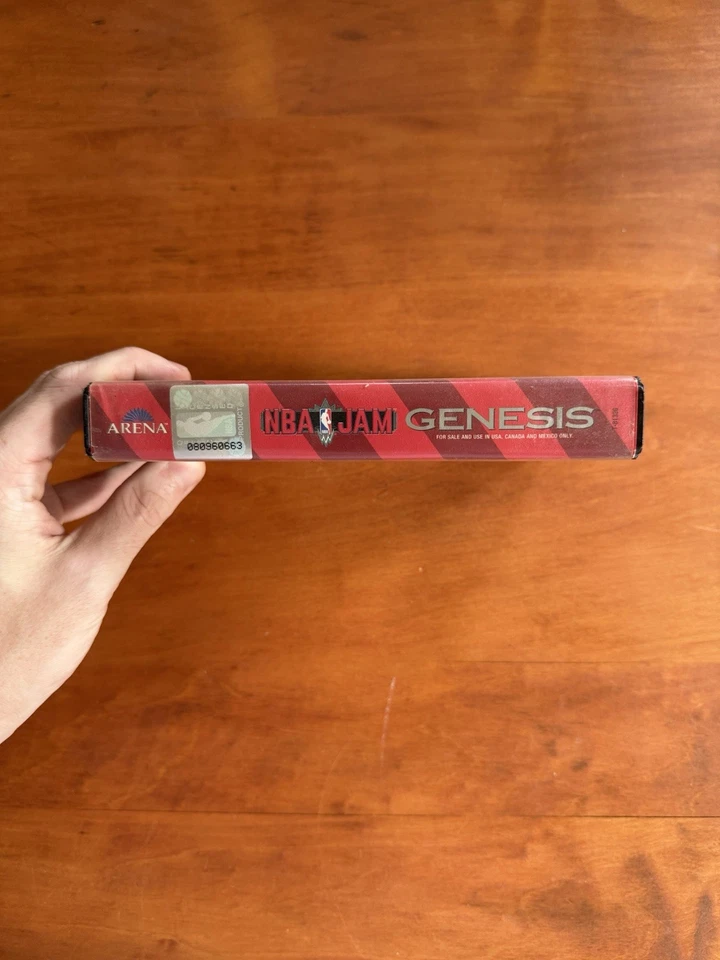 ARENA
080960663
NBA JAM
GENESIS
FOR SALE AND USE IN USA, CANADA AND MEXICO ONLY.